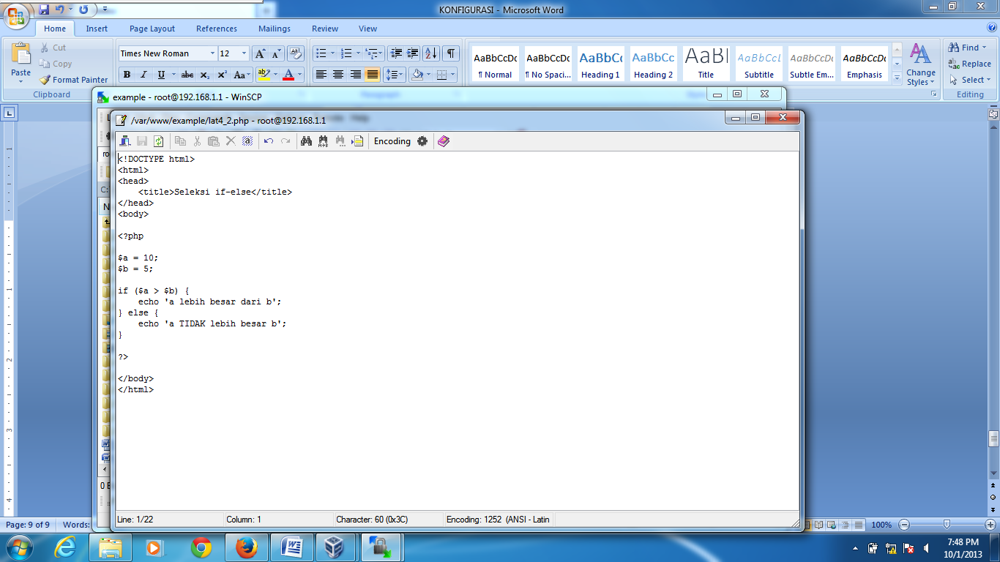 KONFIGURASI - Microsoft Word
Home Insert Page Layout References Mailings Review View
Paste
Cut
Copy
Format Painter
Clipboard
Times New Roman 12
B I U abc x₂ x² Aa A
AaBbCcDc AaBbCcDc AaBbCc AaBbCc AaBl AaBbCcL AaBbCcDc AaBbCcDc
¶ Normal ¶ No Spaci... Heading 1 Heading 2 Title Subtitle Subtle Em... Emphasis
Change Styles
Find
Replace
Select
Editing
Paragraph
example - root@192.168.1.1 - WinSCP
/var/www/example/lat4_2.php - root@192.168.1.1
Encoding
<!DOCTYPE html>
<html>
<head>
    <title>Seleksi if-else</title>
</head>
<body>
<?php
$a = 10;
$b = 5;
if ($a > $b) {
    echo 'a lebih besar dari b';
} else {
    echo 'a TIDAK lebih besar b';
}
?>
</body>
</html>
Line: 1/22 Column: 1 Character: 60 (0x3C) Encoding: 1252 (ANSI - Latin
Page: 9 of 9 Words: 100%
7:48 PM
10/1/2013